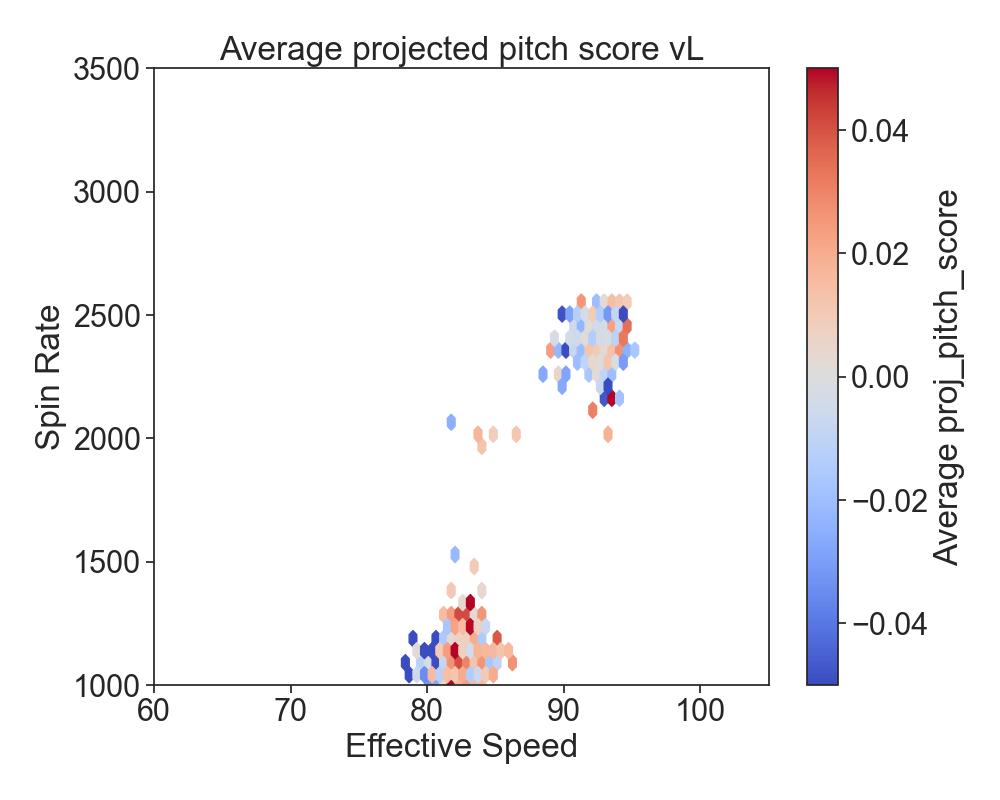 Average projected pitch score vL
3500
3000
2500
2000
1500
1000
Spin Rate
60 70 80 90 100
Effective Speed
0.04
0.02
0.00
−0.02
−0.04
Average proj_pitch_score